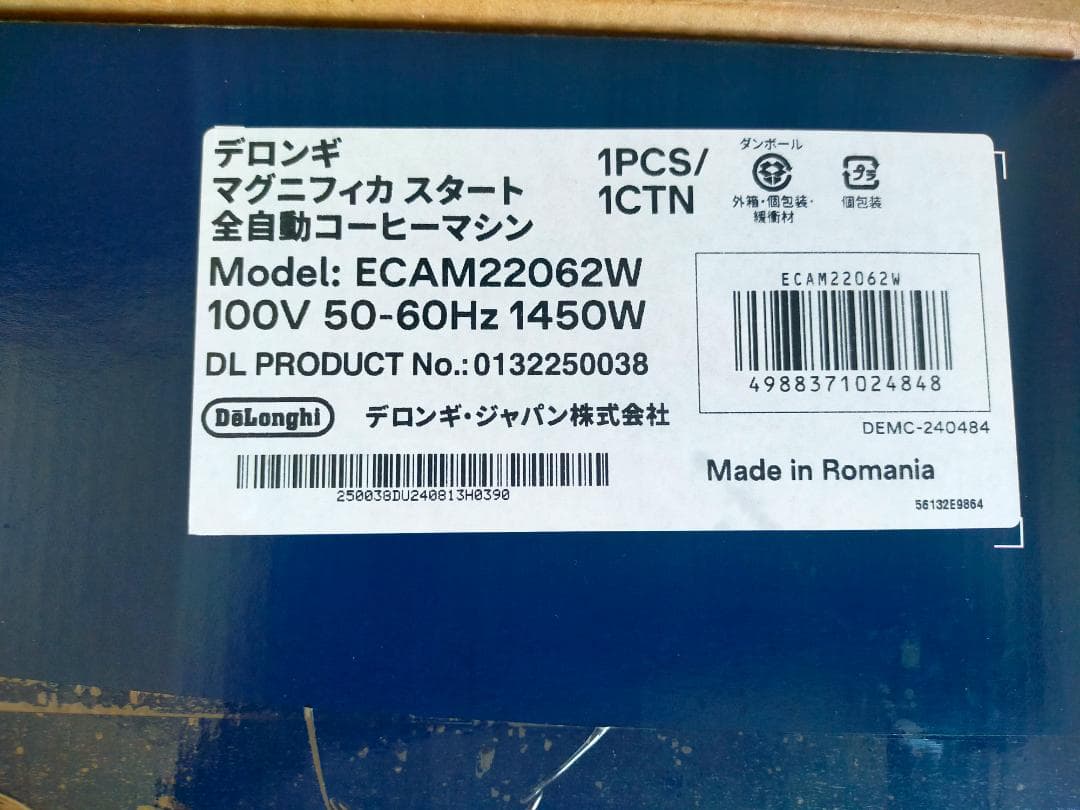 デロンギ
マグニフィカ スタート
全自動コーヒーマシン
1PCS/
1CTN
ダンボール
外箱・個包装・
緩衝材
プラ
個包装
Model: ECAM22062W
100V 50-60Hz 1450W
DL PRODUCT No.: 0132250038
ECAM22062W
4988371024848
DeLonghi
デロンギ・ジャパン株式会社
DEMC-240484
250038DU240813H0390
Made in Romania
56132E9864